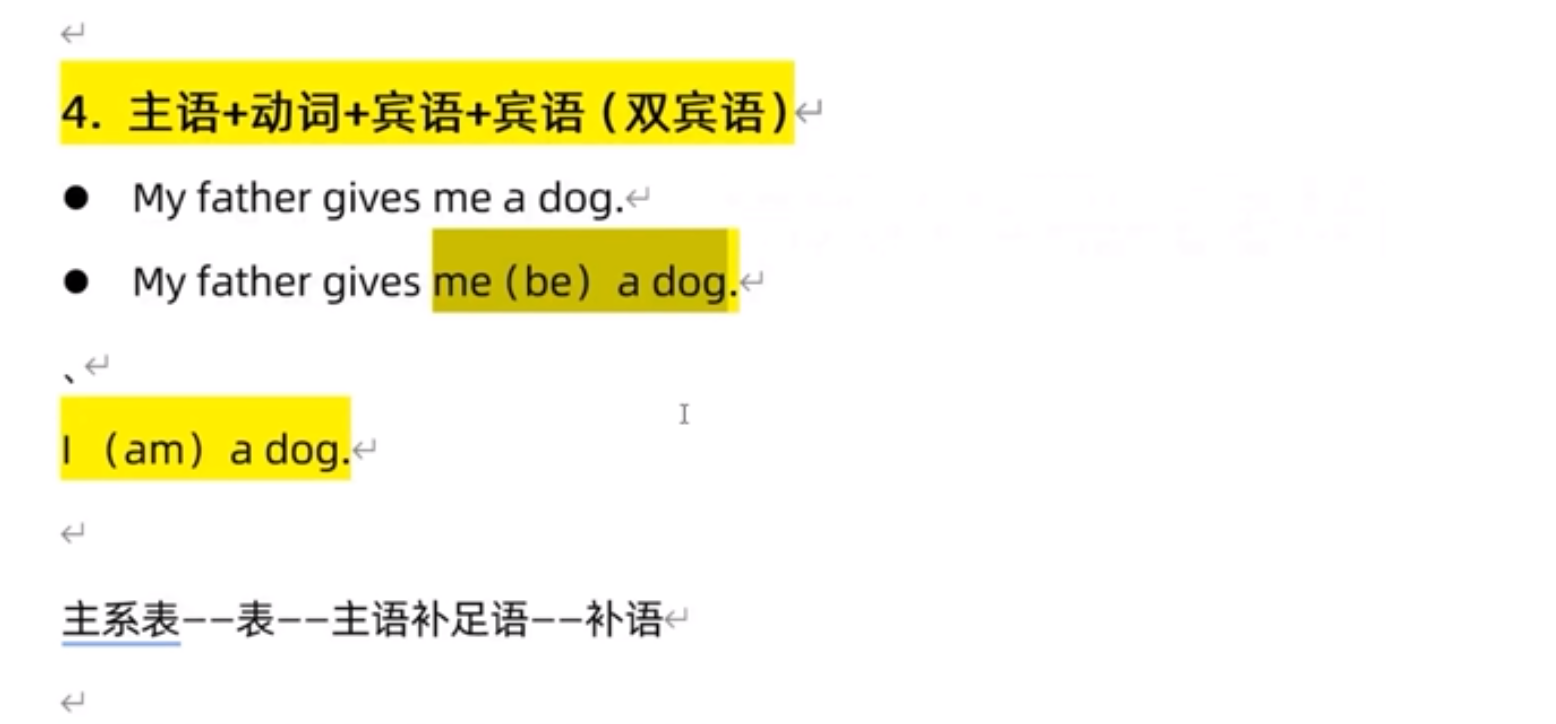 4. 主语+动词+宾语+宾语（双宾语）
● My father gives me a dog.
● My father gives me（be）a dog.
、
I （am）a dog.
主系表--表--主语补足语--补语